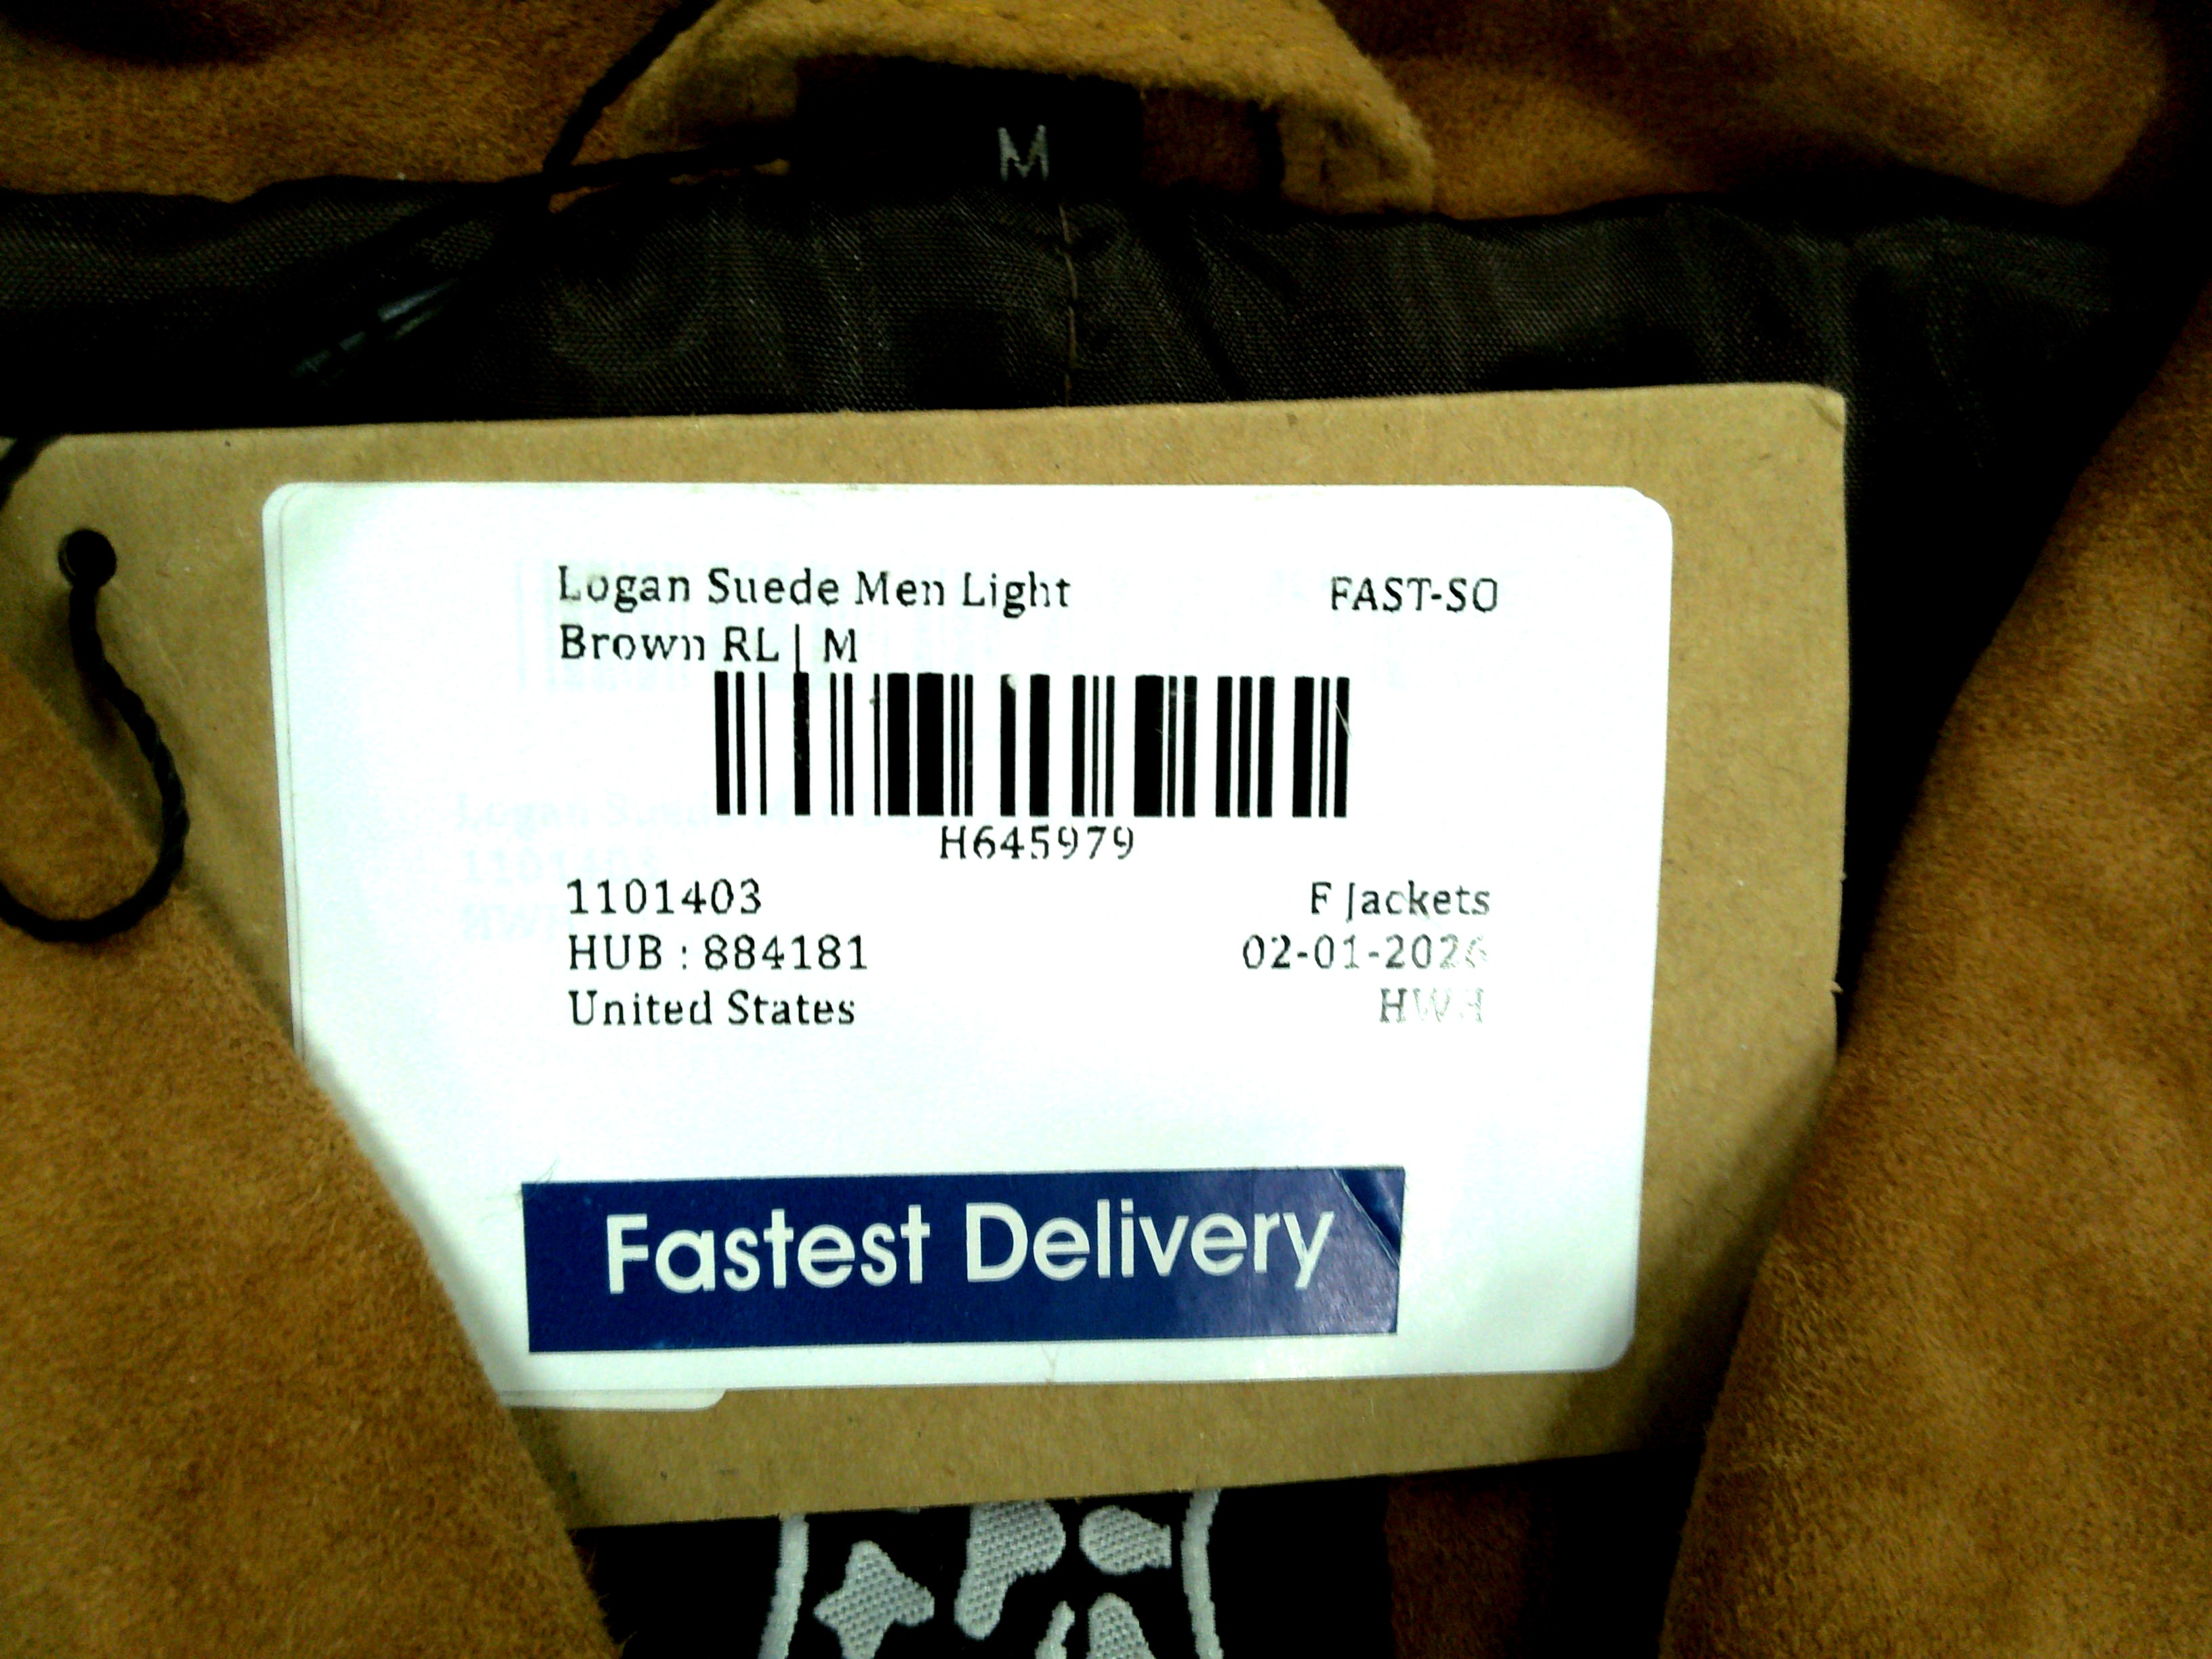 M
Logan Suede Men Light
Brown RL | M
FAST-SO
H645979
1101403
F Jackets
HUB : 884181
02-01-2026
United States
HWH
Fastest Delivery